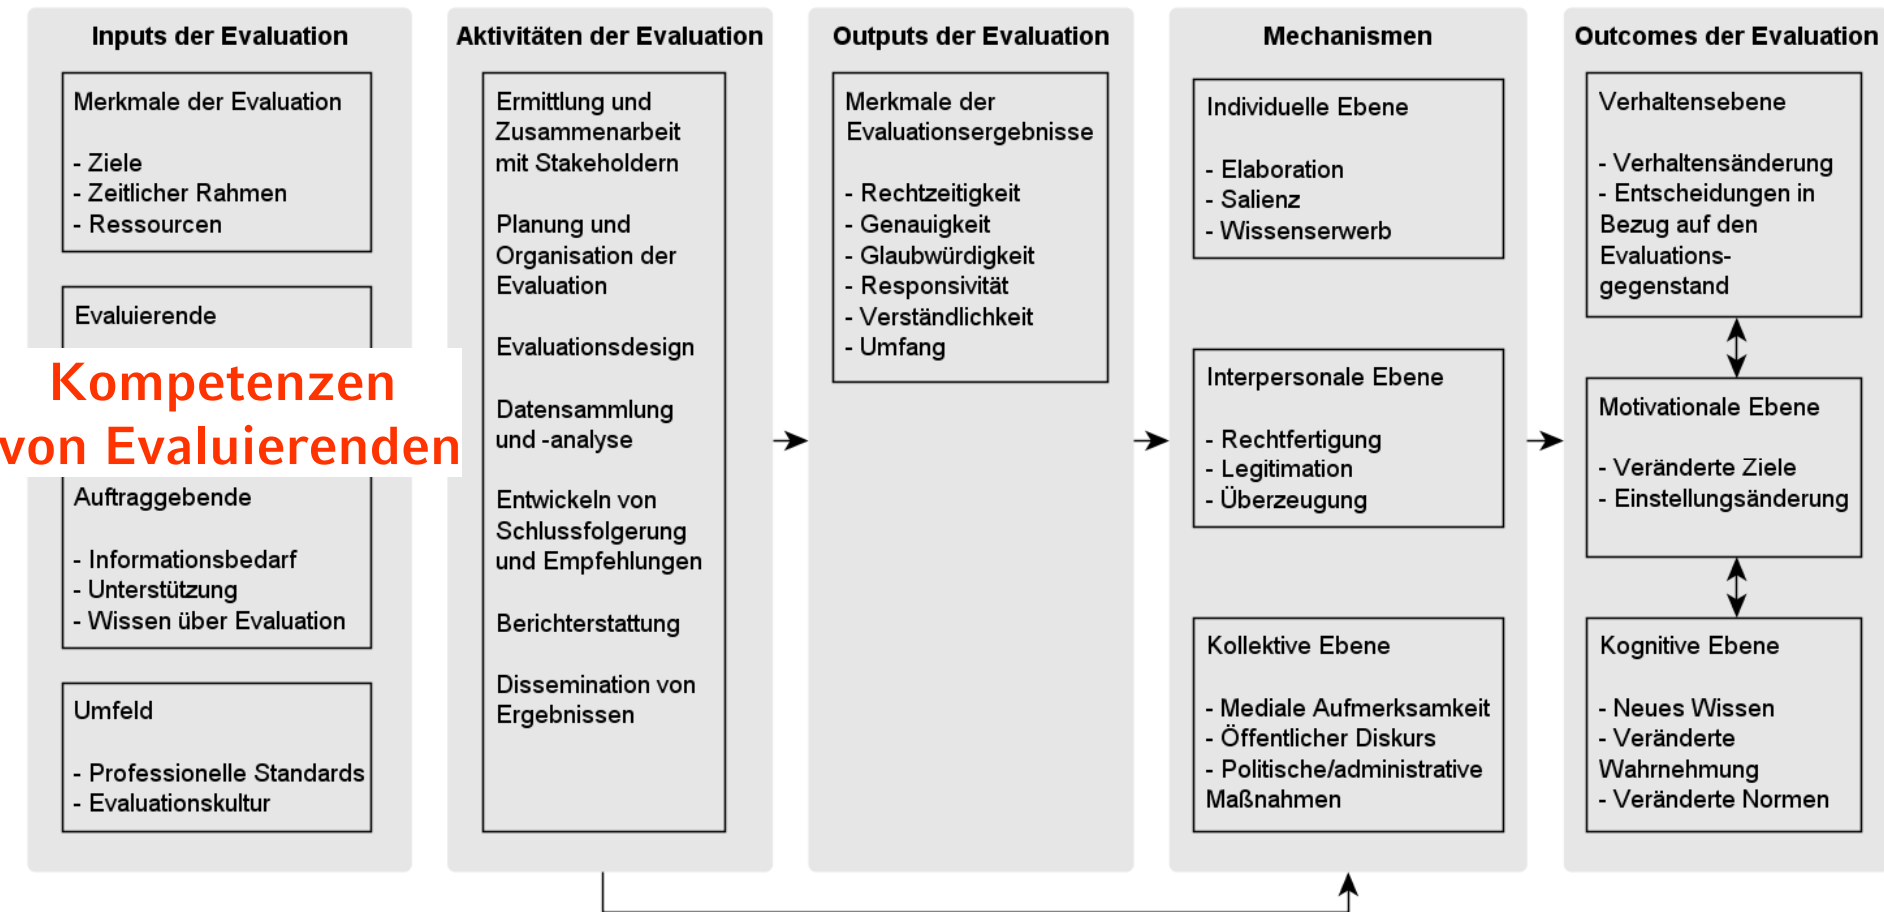 Inputs der Evaluation
Merkmale der Evaluation
- Ziele
- Zeitlicher Rahmen
- Ressourcen
Evaluierende
Kompetenzen
von Evaluierenden
Auftraggebende
- Informationsbedarf
- Unterstützung
- Wissen über Evaluation
Umfeld
- Professionelle Standards
- Evaluationskultur
Aktivitäten der Evaluation
Ermittlung und
Zusammenarbeit
mit Stakeholdern
Planung und
Organisation der
Evaluation
Evaluationsdesign
Datensammlung
und -analyse
Entwickeln von
Schlussfolgerung
und Empfehlungen
Berichterstattung
Dissemination von
Ergebnissen
Outputs der Evaluation
Merkmale der
Evaluationsergebnisse
- Rechtzeitigkeit
- Genauigkeit
- Glaubwürdigkeit
- Responsivität
- Verständlichkeit
- Umfang
Mechanismen
Individuelle Ebene
- Elaboration
- Salienz
- Wissenserwerb
Interpersonale Ebene
- Rechtfertigung
- Legitimation
- Überzeugung
Kollektive Ebene
- Mediale Aufmerksamkeit
- Öffentlicher Diskurs
- Politische/administrative
Maßnahmen
Outcomes der Evaluation
Verhaltensebene
- Verhaltensänderung
- Entscheidungen in
Bezug auf den
Evaluations-
gegenstand
Motivationale Ebene
- Veränderte Ziele
- Einstellungsänderung
Kognitive Ebene
- Neues Wissen
- Veränderte
Wahrnehmung
- Veränderte Normen